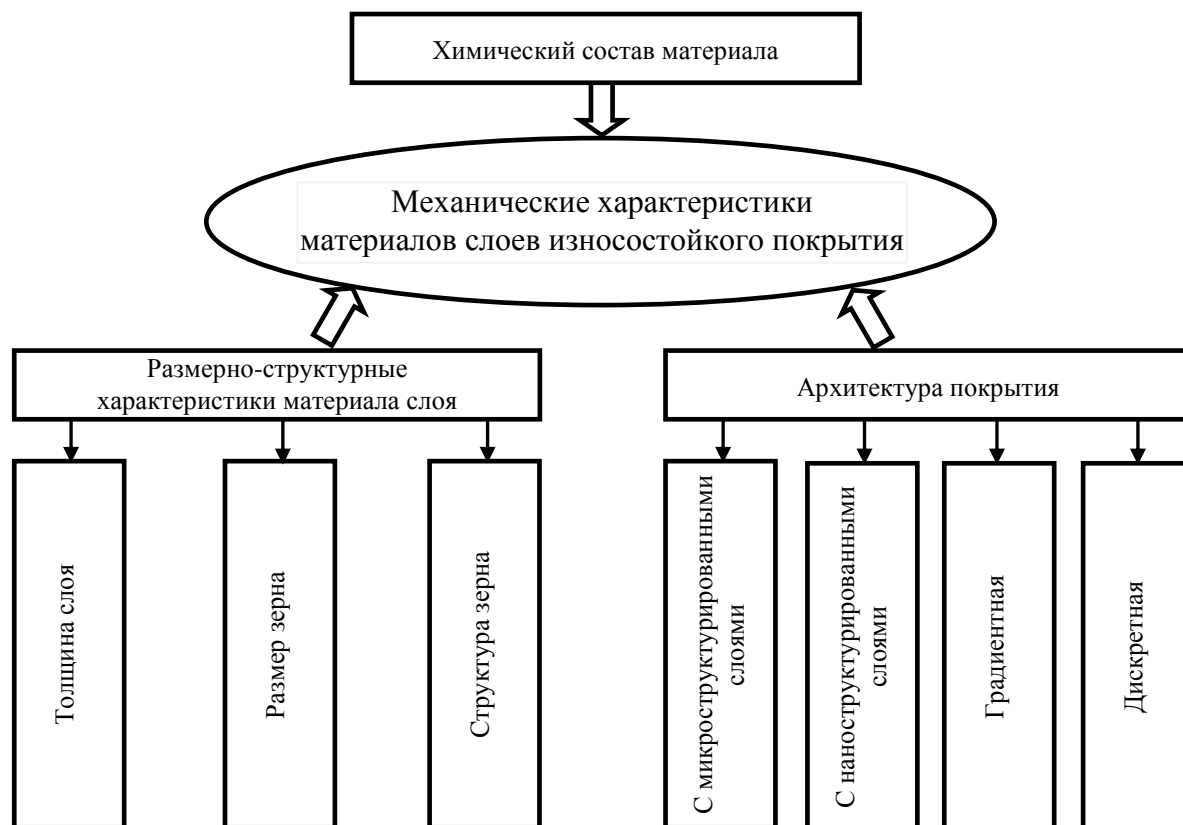 Химический состав материала
Механические характеристики
материалов слоев износостойкого покрытия
Размерно-структурные
характеристики материала слоя
Архитектура покрытия
Толщина слоя
Размер зерна
Структура зерна
С микроструктурированными
слоями
С наноструктурированными
слоями
Градиентная
Дискретная